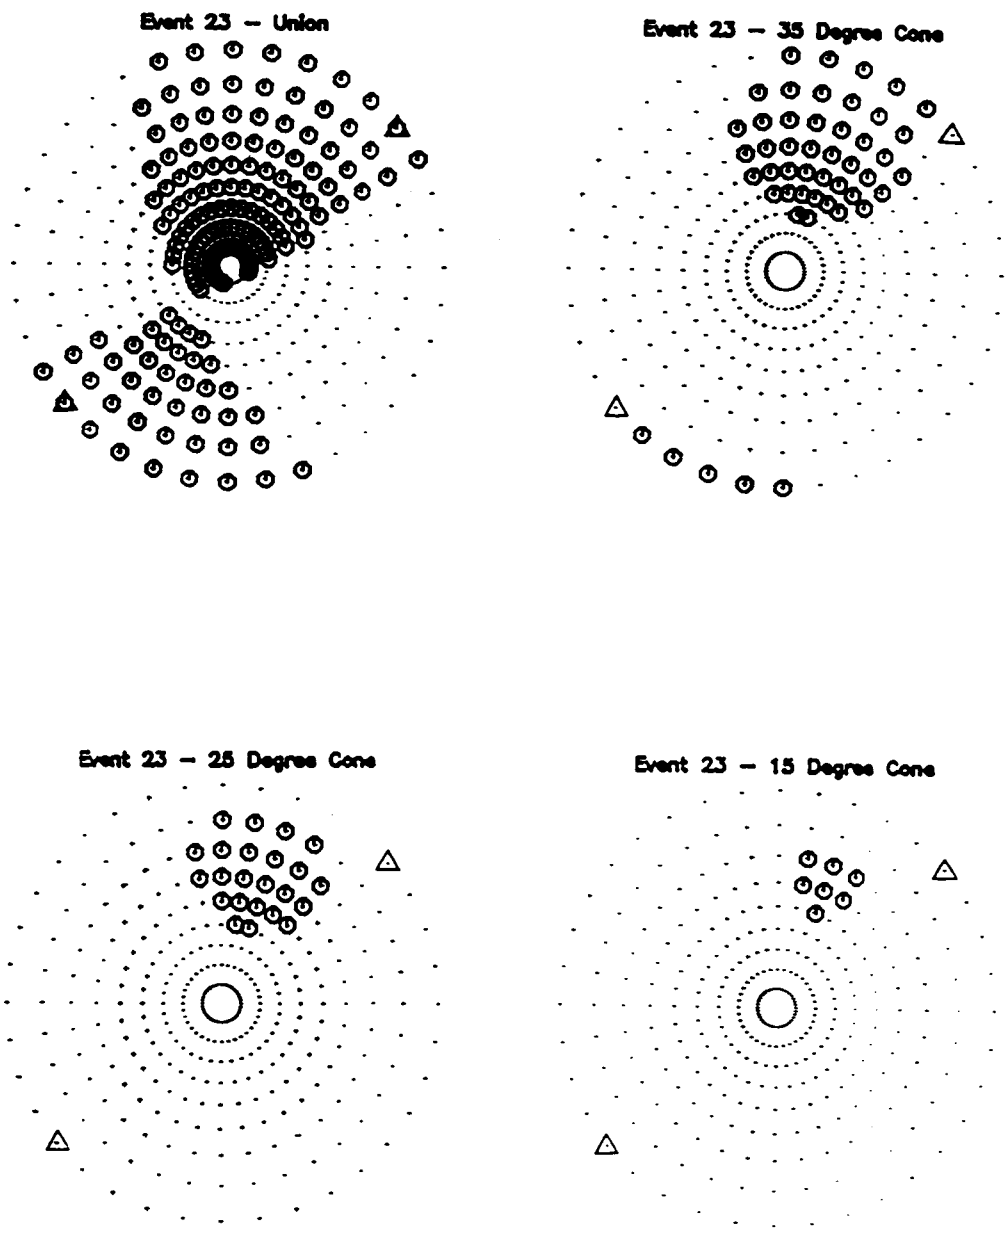 Event 23 - Union
Event 23 - 35 Degree Cone
Event 23 - 25 Degree Cone
Event 23 - 15 Degree Cone